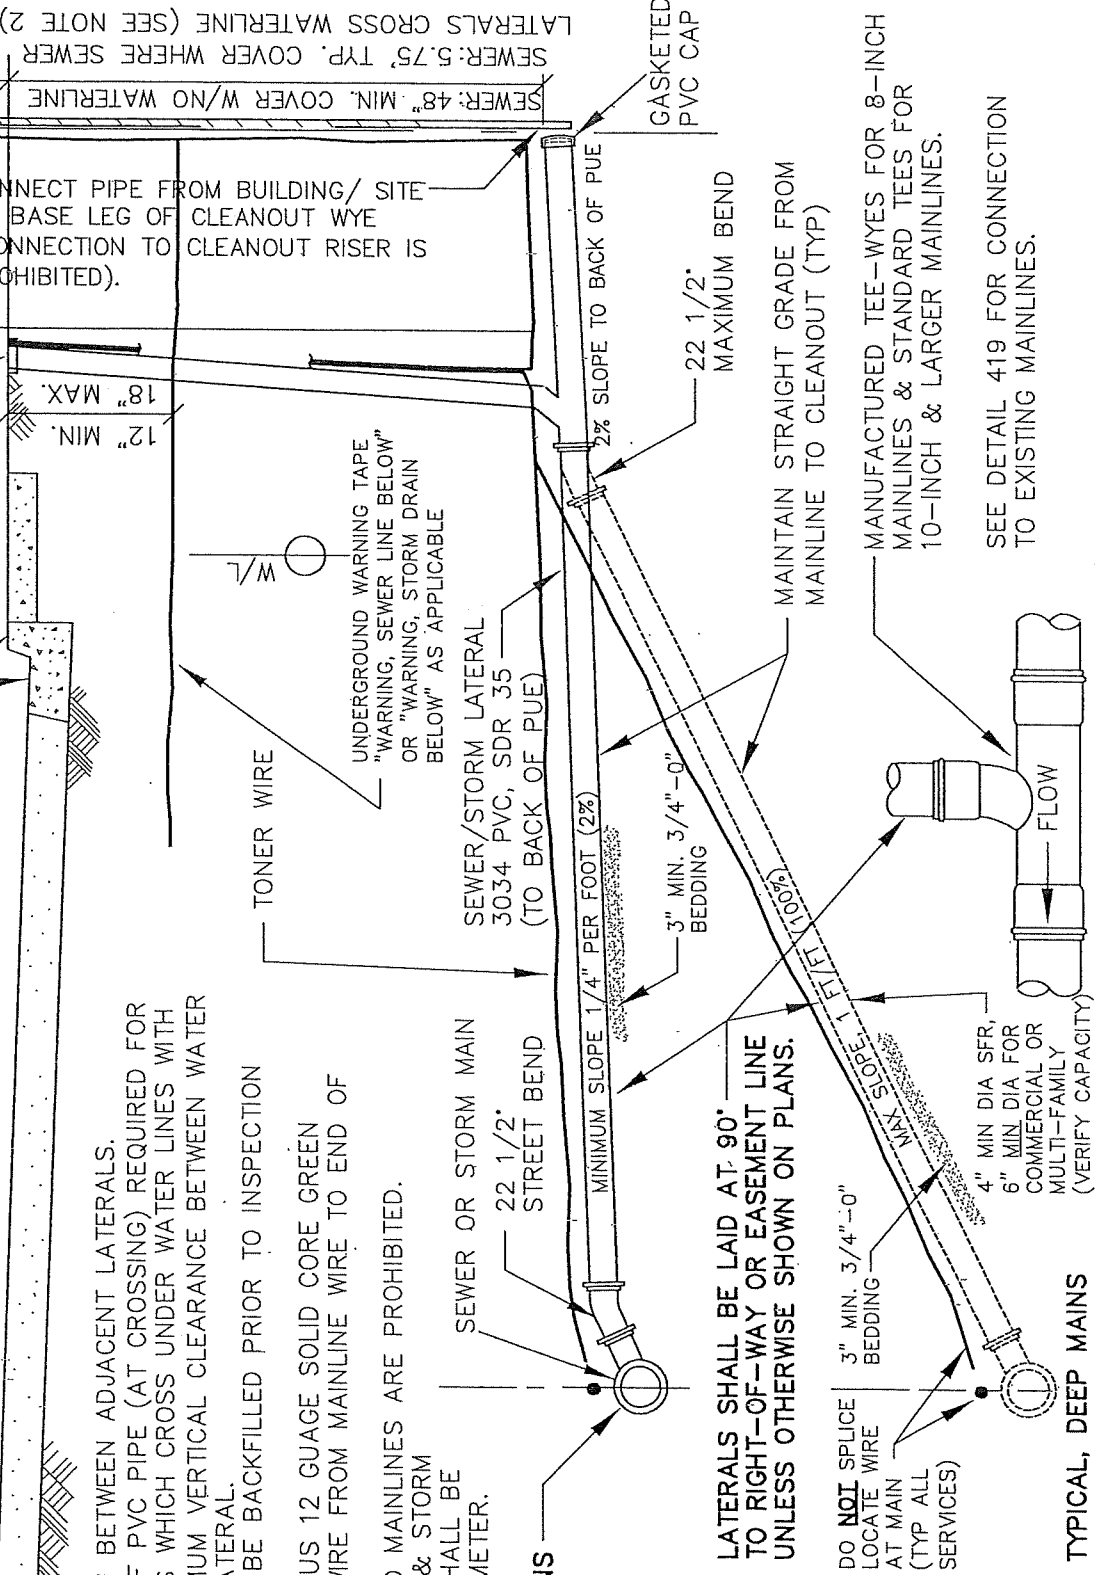 LATERALS CROSS WATERLINE (SEE NOTE 2)
SEWER: 5.75' TYP. COVER WHERE SEWER
SEWER: 48" MIN. COVER W/NO WATERLINE
GASKETED
PVC CAP
NNECT PIPE FROM BUILDING/ SITE
BASE LEG OF CLEANOUT WYE
ONNECTION TO CLEANOUT RISER IS
OHIBITED).
2% SLOPE TO BACK OF PUE
22 1/2°
MAXIMUM BEND
MAINTAIN STRAIGHT GRADE FROM
MAINLINE TO CLEANOUT (TYP)
MANUFACTURED TEE-WYES FOR 8-INCH
MAINLINES & STANDARD TEES FOR
10-INCH & LARGER MAINLINES.
SEE DETAIL 419 FOR CONNECTION
TO EXISTING MAINLINES.
18" MAX.
12" MIN.
W/L
UNDERGROUND WARNING TAPE
"WARNING, SEWER LINE BELOW"
OR "WARNING, STORM DRAIN
BELOW" AS APPLICABLE
TONER WIRE
SEWER/STORM LATERAL
3034 PVC, SDR 35
(TO BACK OF PUE)
MINIMUM SLOPE 1/4" PER FOOT (2%)
3" MIN. 3/4"-0"
BEDDING
MAX SLOPE, 1 FT/FT (100%)
FLOW
BETWEEN ADJACENT LATERALS.
F PVC PIPE (AT CROSSING) REQUIRED FOR
S WHICH CROSS UNDER WATER LINES WITH
UM VERTICAL CLEARANCE BETWEEN WATER
ATERAL.
BE BACKFILLED PRIOR TO INSPECTION
US 12 GUAGE SOLID CORE GREEN
WIRE FROM MAINLINE WIRE TO END OF
O MAINLINES ARE PROHIBITED.
& STORM
HALL BE
METER.
SEWER OR STORM MAIN
22 1/2°
STREET BEND
NS
LATERALS SHALL BE LAID AT 90°
TO RIGHT-OF-WAY OR EASEMENT LINE
UNLESS OTHERWISE SHOWN ON PLANS.
3" MIN. 3/4"-0"
BEDDING
4" MIN DIA SFR,
6" MIN DIA FOR
COMMERCIAL OR
MULTI-FAMILY
(VERIFY CAPACITY)
DO NOT SPLICE
LOCATE WIRE
AT MAIN
(TYP ALL
SERVICES)
TYPICAL, DEEP MAINS